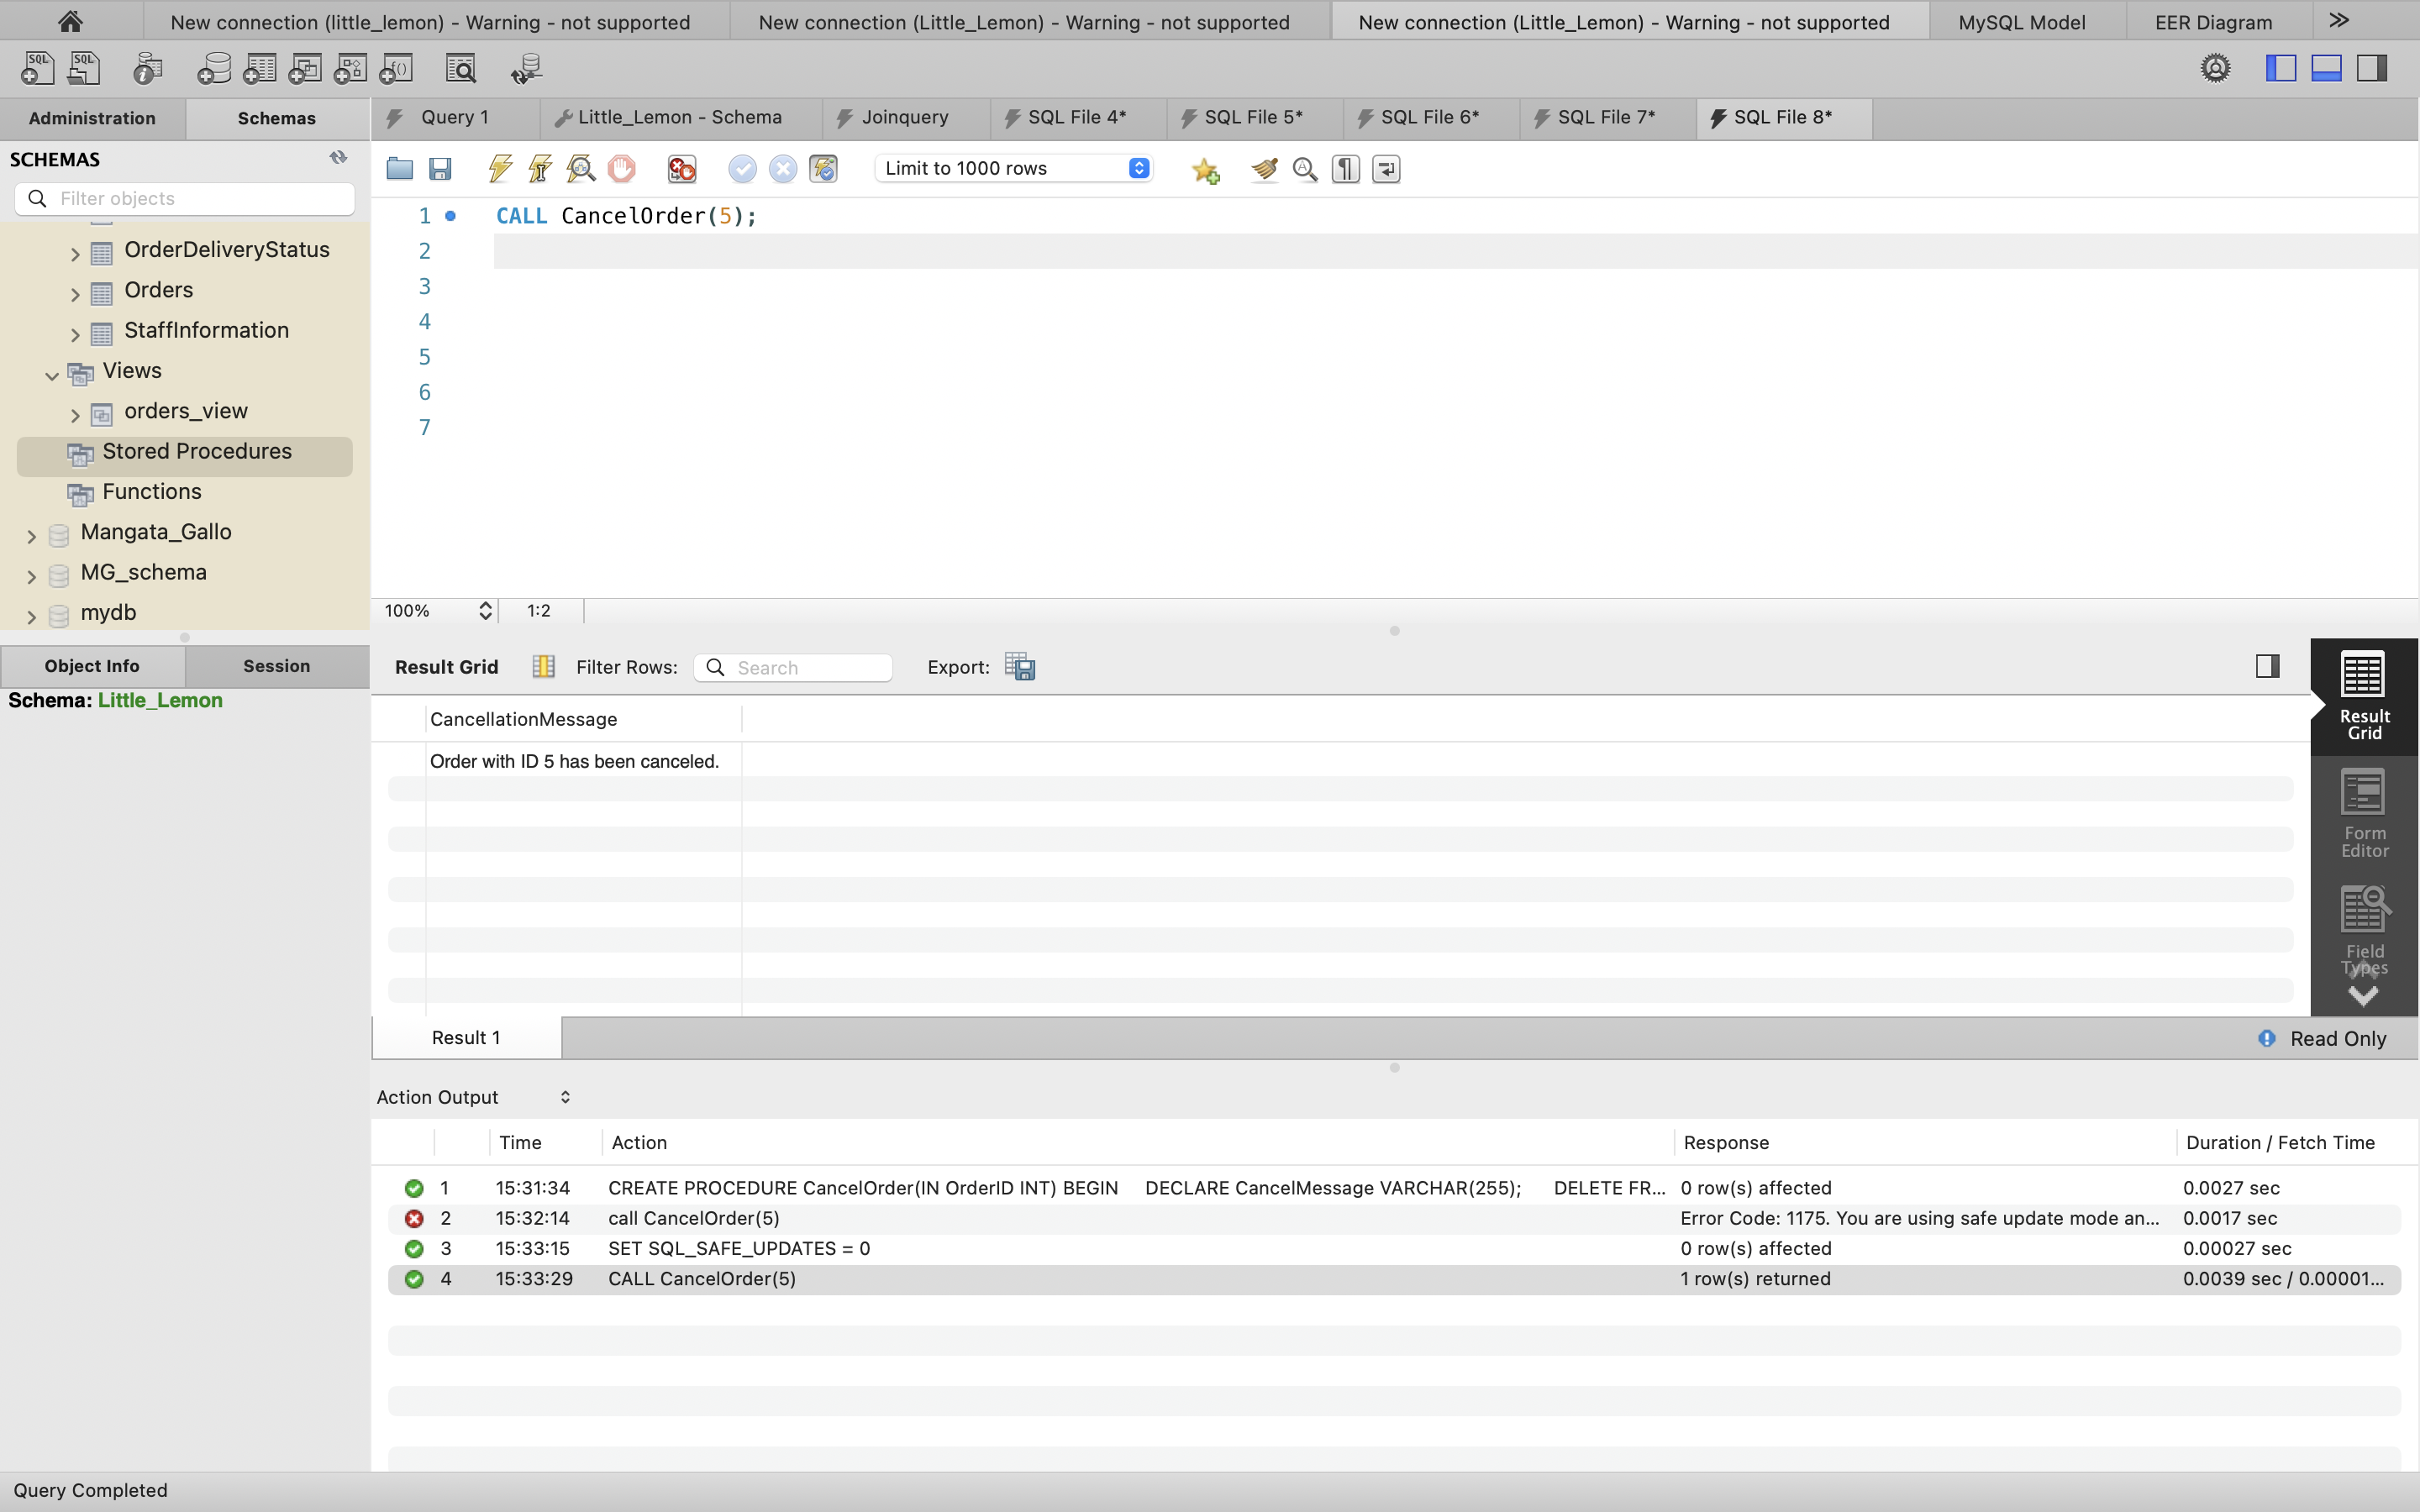 New connection (little_lemon) - Warning - not supported
New connection (Little_Lemon) - Warning - not supported
New connection (Little_Lemon) - Warning - not supported
MySQL Model
EER Diagram
SQL
SQL
Administration
Schemas
Query 1
Little_Lemon - Schema
Joinquery
SQL File 4*
SQL File 5*
SQL File 6*
SQL File 7*
SQL File 8*
SCHEMAS
Filter objects
OrderDeliveryStatus
Orders
StaffInformation
Views
orders_view
Stored Procedures
Functions
Mangata_Gallo
MG_schema
mydb
Limit to 1000 rows
1 CALL CancelOrder(5);
2
3
4
5
6
7
100% 1:2
Object Info
Session
Schema: Little_Lemon
Result Grid
Filter Rows:
Search
Export:
CancellationMessage
Order with ID 5 has been canceled.
Result
Grid
Form
Editor
Field
Types
Result 1
Read Only
Action Output
Time Action Response Duration / Fetch Time
1 15:31:34 CREATE PROCEDURE CancelOrder(IN OrderID INT) BEGIN DECLARE CancelMessage VARCHAR(255); DELETE FR... 0 row(s) affected 0.0027 sec
2 15:32:14 call CancelOrder(5) Error Code: 1175. You are using safe update mode an... 0.0017 sec
3 15:33:15 SET SQL_SAFE_UPDATES = 0 0 row(s) affected 0.00027 sec
4 15:33:29 CALL CancelOrder(5) 1 row(s) returned 0.0039 sec / 0.00001...
Query Completed